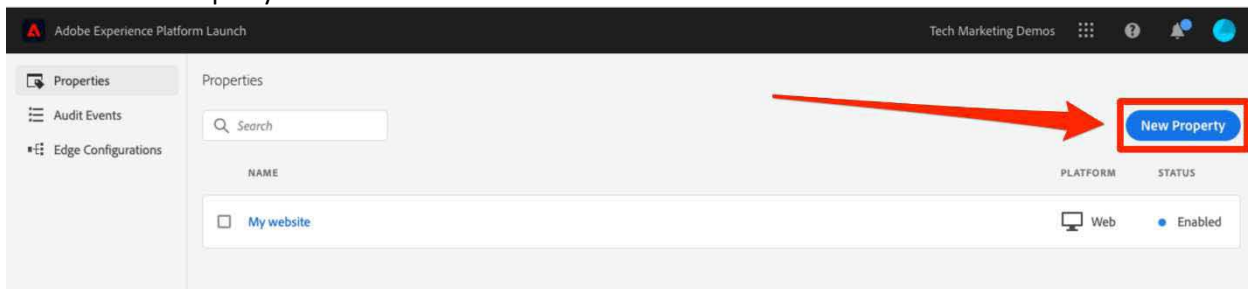 Adobe Experience Platform Launch
Tech Marketing Demos
Properties
Audit Events
Edge Configurations
Properties
Search
New Property
NAME
PLATFORM
STATUS
My website
Web
Enabled